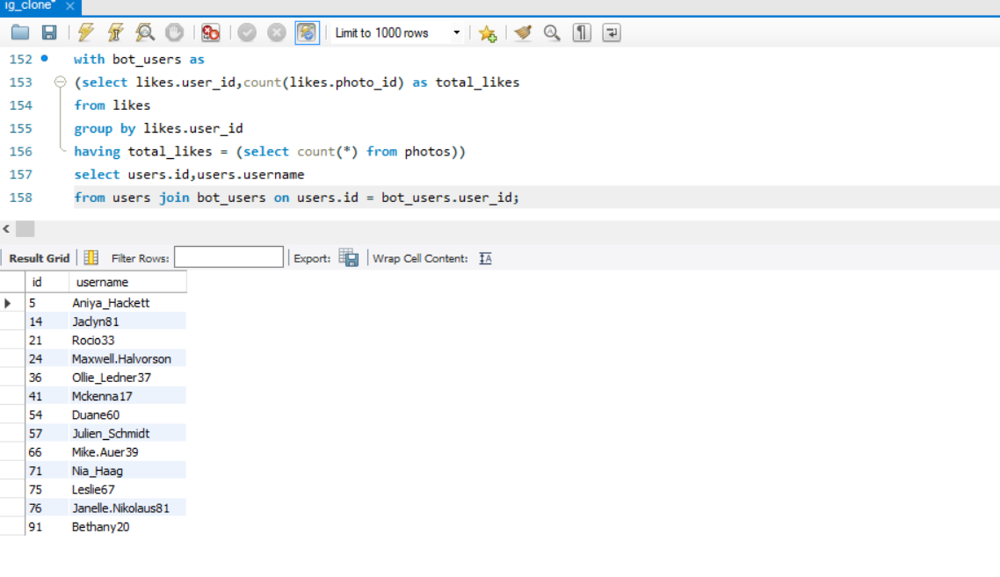 ig_clone*
Limit to 1000 rows
152 with bot_users as
153 (select likes.user_id,count(likes.photo_id) as total_likes
154 from likes
155 group by likes.user_id
156 having total_likes = (select count(*) from photos))
157 select users.id,users.username
158 from users join bot_users on users.id = bot_users.user_id;
Result Grid Filter Rows: Export: Wrap Cell Content:
id username
5 Aniya_Hackett
14 Jaclyn81
21 Rocio33
24 Maxwell.Halvorson
36 Ollie_Ledner37
41 Mckenna17
54 Duane60
57 Julien_Schmidt
66 Mike.Auer39
71 Nia_Haag
75 Leslie67
76 Janelle.Nikolaus81
91 Bethany20